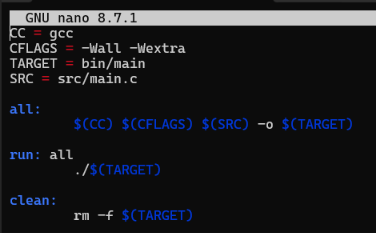 GNU nano 8.7.1
CC = gcc
CFLAGS = -Wall -Wextra
TARGET = bin/main
SRC = src/main.c
all:
$(CC) $(CFLAGS) $(SRC) -o $(TARGET)
run: all
./$(TARGET)
clean:
rm -f $(TARGET)